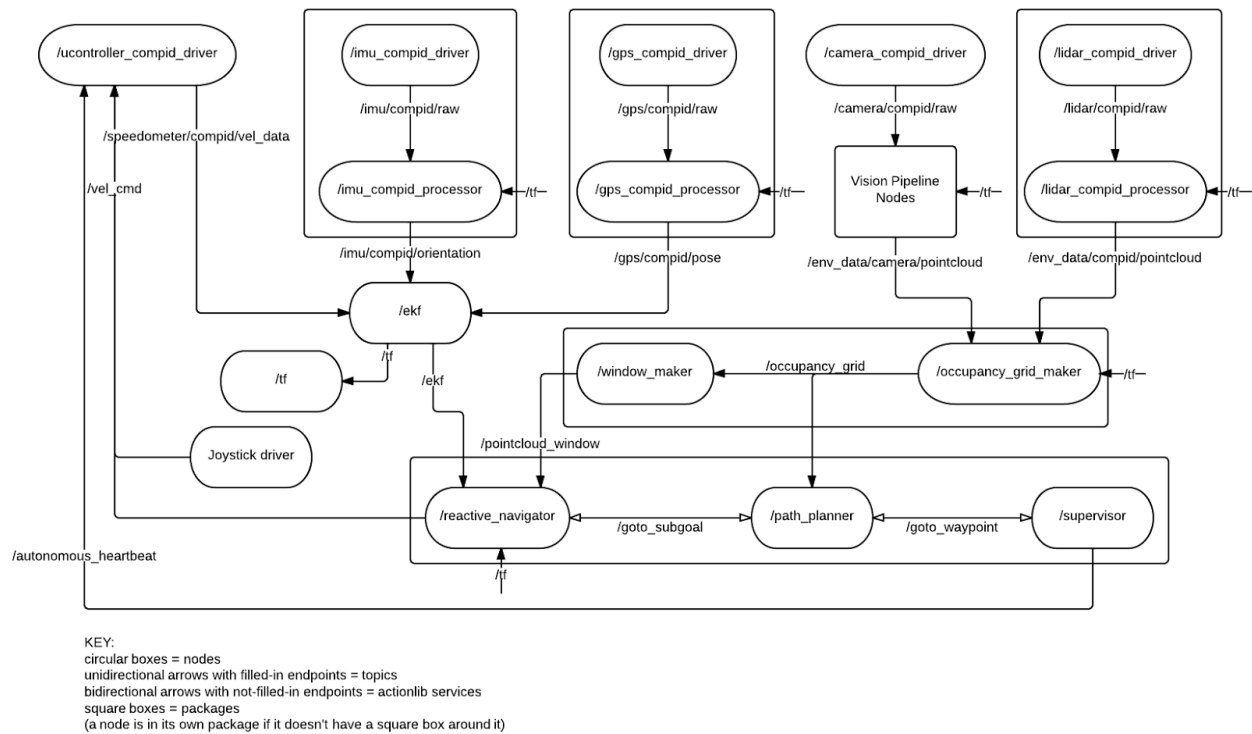 /ucontroller_compid_driver
/imu_compid_driver
/gps_compid_driver
/camera_compid_driver
/lidar_compid_driver
/imu/compid/raw
/gps/compid/raw
/camera/compid/raw
/lidar/compid/raw
/speedometer/compid/vel_data
/vel_cmd
/imu_compid_processor
/tf
/gps_compid_processor
/tf
Vision Pipeline
Nodes
/tf
/lidar_compid_processor
/tf
/imu/compid/orientation
/gps/compid/pose
/env_data/camera/pointcloud
/env_data/compid/pointcloud
/ekf
/tf
/tf
/ekf
/window_maker
/occupancy_grid
/occupancy_grid_maker
/tf
/pointcloud_window
Joystick driver
/reactive_navigator
/goto_subgoal
/path_planner
/goto_waypoint
/supervisor
/autonomous_heartbeat
/tf
KEY:
circular boxes = nodes
unidirectional arrows with filled-in endpoints = topics
bidirectional arrows with not-filled-in endpoints = actionlib services
square boxes = packages
(a node is in its own package if it doesn't have a square box around it)